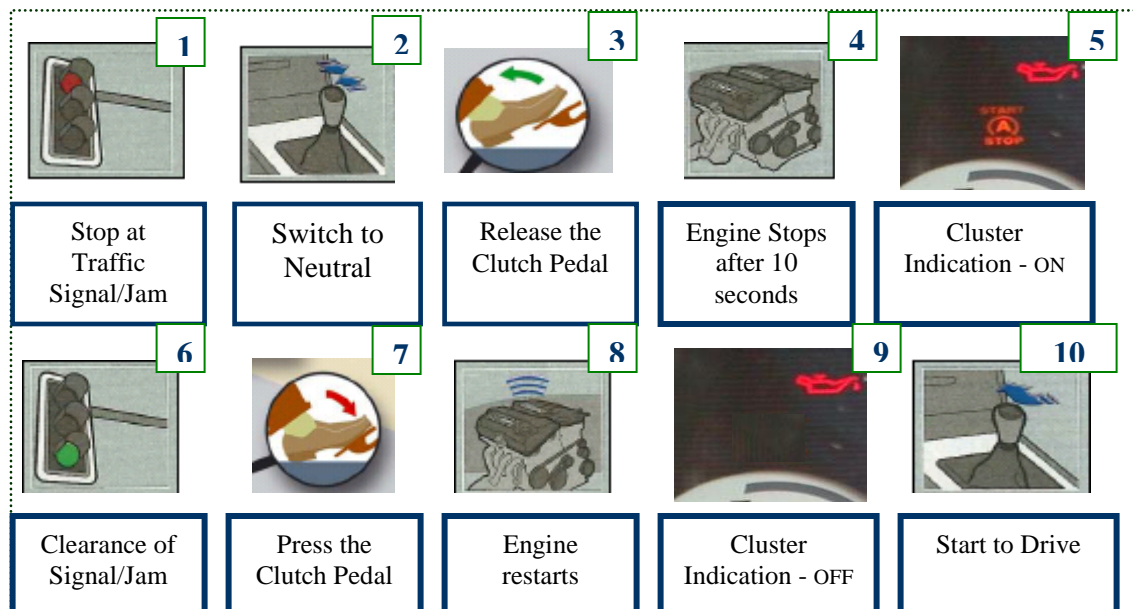 1
2
3
4
5
START
A
STOP
Stop at
Traffic
Signal/Jam
Switch to
Neutral
Release the
Clutch Pedal
Engine Stops
after 10
seconds
Cluster
Indication - ON
6
7
8
9
10
Clearance of
Signal/Jam
Press the
Clutch Pedal
Engine
restarts
Cluster
Indication - OFF
Start to Drive